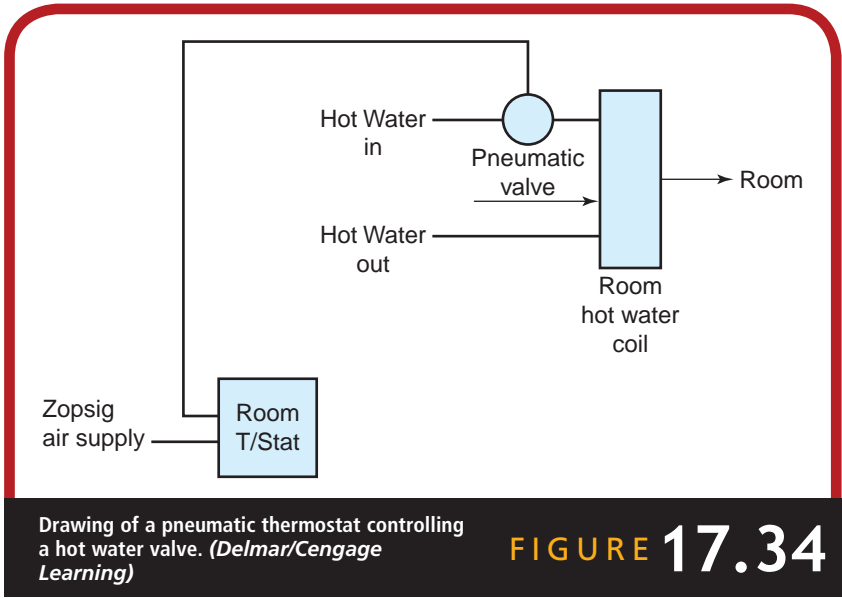 Hot Water
in
Pneumatic
valve
Room
Hot Water
out
Room
hot water
coil
Zopsig
air supply
Room
T/Stat
Drawing of a pneumatic thermostat controlling
a hot water valve. (Delmar/Cengage
Learning)
FIGURE 17.34